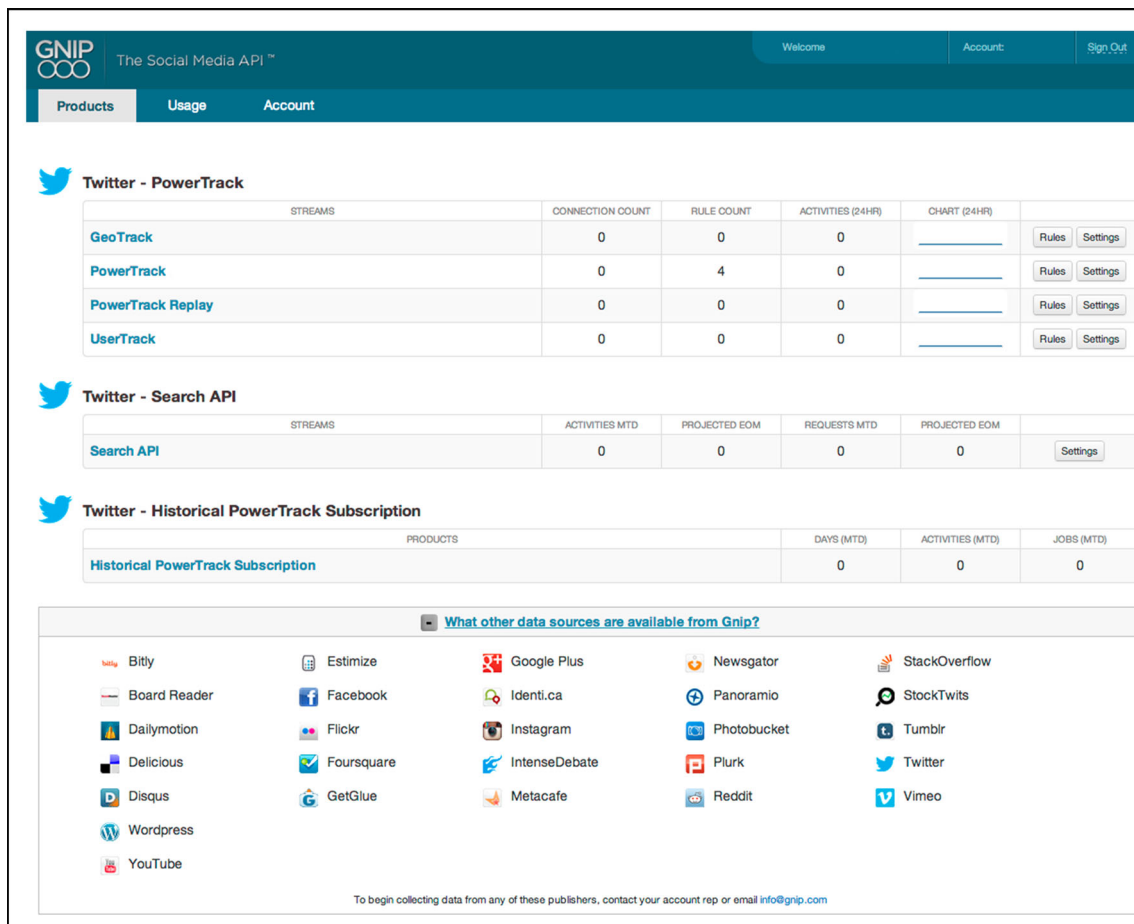 GNIP The Social Media API ™ Welcome Account: Sign Out
Products Usage Account
Twitter - PowerTrack
STREAMS CONNECTION COUNT RULE COUNT ACTIVITIES (24HR) CHART (24HR)
GeoTrack 0 0 0 Rules Settings
PowerTrack 0 4 0 Rules Settings
PowerTrack Replay 0 0 0 Rules Settings
UserTrack 0 0 0 Rules Settings
Twitter - Search API
STREAMS ACTIVITIES MTD PROJECTED EOM REQUESTS MTD PROJECTED EOM
Search API 0 0 0 0 Settings
Twitter - Historical PowerTrack Subscription
PRODUCTS DAYS (MTD) ACTIVITIES (MTD) JOBS (MTD)
Historical PowerTrack Subscription 0 0 0
- What other data sources are available from Gnip?
bitly Bitly Estimize Google Plus Newsgator StackOverflow
Board Reader Facebook Identi.ca Panoramio StockTwits
Dailymotion Flickr Instagram Photobucket Tumblr
Delicious Foursquare IntenseDebate Plurk Twitter
Disqus GetGlue Metacafe Reddit Vimeo
Wordpress
YouTube
To begin collecting data from any of these publishers, contact your account rep or email info@gnip.com